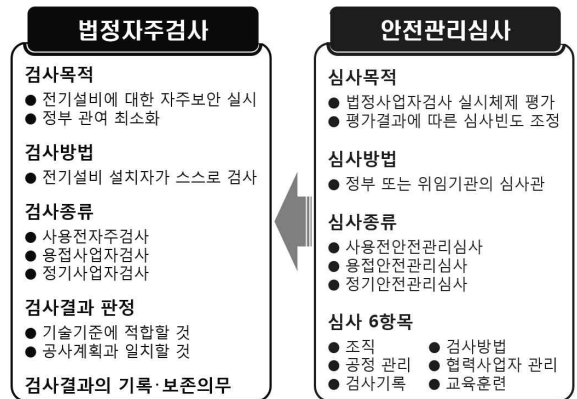 법정자주검사
검사목적
● 전기설비에 대한 자주보안 실시
● 정부 관여 최소화
검사방법
● 전기설비 설치자가 스스로 검사
검사종류
● 사용전자주검사
● 용접사업자검사
● 정기사업자검사
검사결과 판정
● 기술기준에 적합할 것
● 공사계획과 일치할 것
검사결과의 기록·보존의무
안전관리심사
심사목적
● 법정사업자검사 실시체제 평가
● 평가결과에 따른 심사빈도 조정
심사방법
● 정부 또는 위임기관의 심사관
심사종류
● 사용전안전관리심사
● 용접안전관리심사
● 정기안전관리심사
심사 6항목
● 조직 ● 검사방법
● 공정 관리 ● 협력사업자 관리
● 검사기록 ● 교육훈련